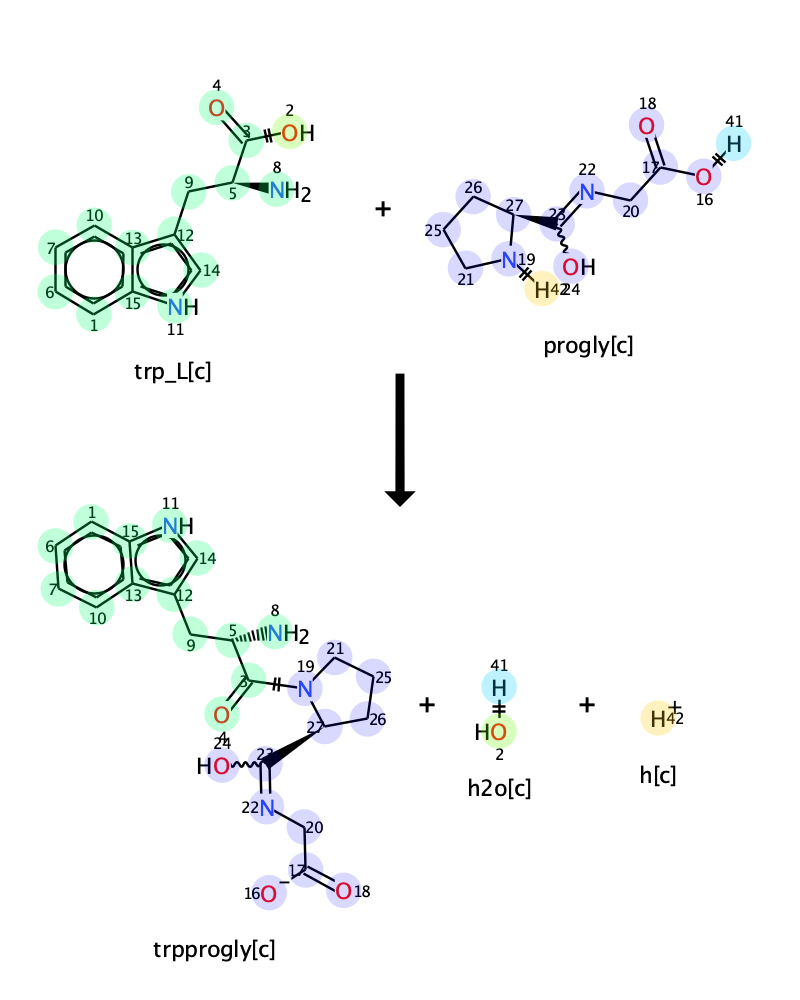 4
2
3
O
OH
8
9
5
NH2
10
13
12
7
14
6
15
NH
1
11
trp_L[c]
+
18
41
O
H
22
17
26
N
O
27
23
20
16
25
N
19
OH
21
H
42
24
progly[c]
11
1
15
NH
6
14
7
13
12
10
8
5
NH2
9
21
19
3
N
25
O
26
4
27
24
23
HO
22
N
20
17
16
O
−
O
18
trpprogly[c]
+
41
H
HO
2
h2o[c]
+
H
+
42
h[c]